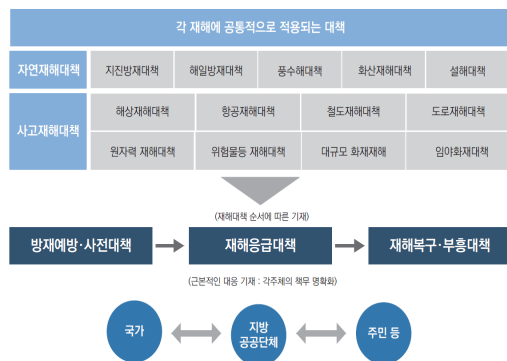 각 재해에 공통적으로 적용되는 대책
자연재해대책 지진방재대책 해일방재대책 풍수해대책 화산재해대책 설해대책
사고재해대책
해상재해대책 항공재해대책 철도재해대책 도로재해대책
원자력 재해대책 위험물등 재해대책 대규모 화재재해 임야화재대책
(재해대책 순서에 따른 기재)
방재예방·사전대책 재해응급대책 재해복구·부흥대책
(근본적인 대응 기재 : 각주체의 책무 명확화)
국가 지방 공공단체 주민 등